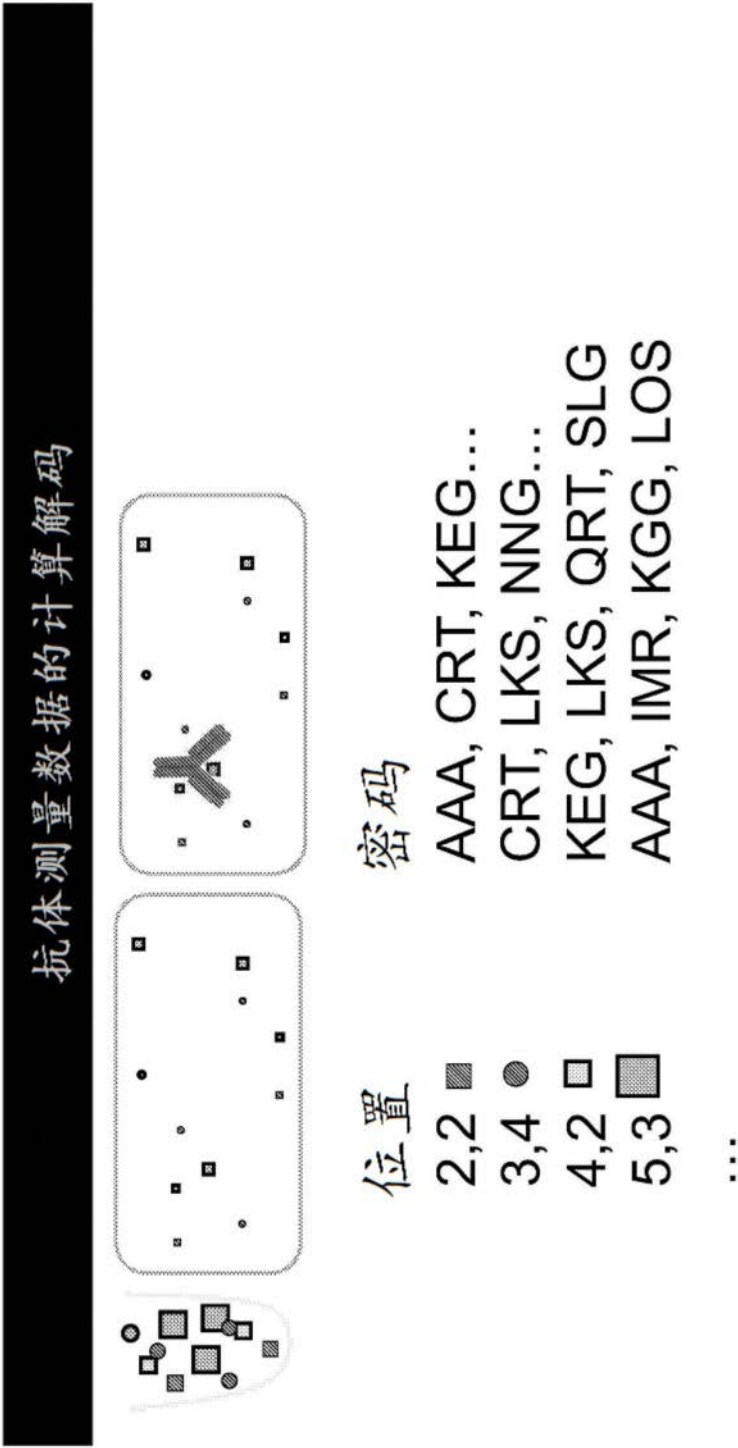 抗体测量数据的计算解码
位置 密码
2,2 AAA, CRT, KEG...
3,4 CRT, LKS, NNG...
4,2 KEG, LKS, QRT, SLG
5,3 AAA, IMR, KGG, LOS
...